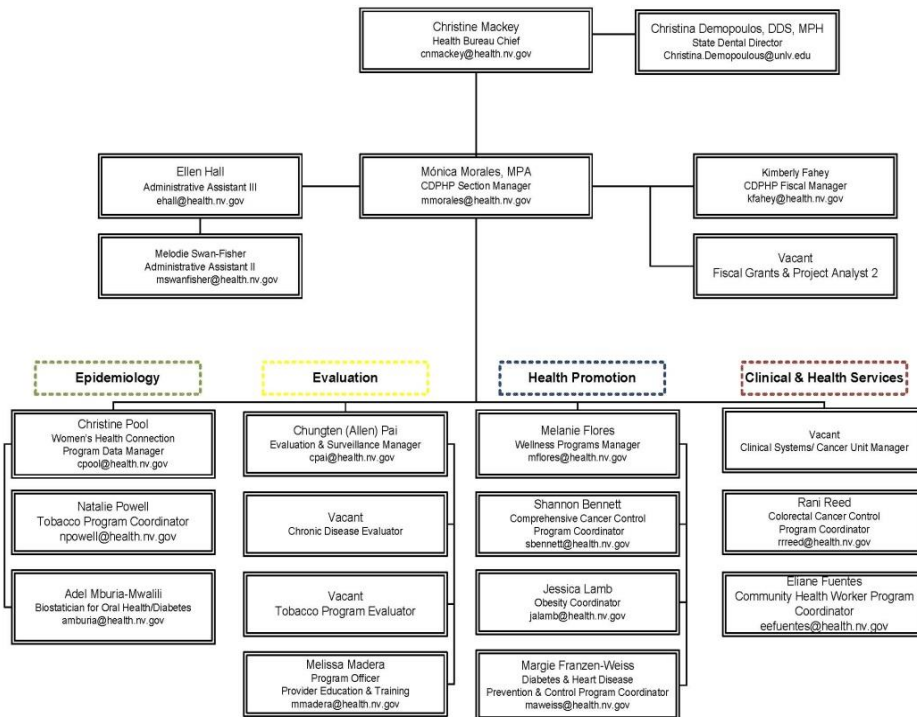 Christine Mackey
Health Bureau Chief
cnmackey@health.nv.gov
Christina Demopoulos, DDS, MPH
State Dental Director
Christina.Demopoulous@unlv.edu
Ellen Hall
Administrative Assistant III
ehall@health.nv.gov
Mónica Morales, MPA
CDPHP Section Manager
mmorales@health.nv.gov
Kimberly Fahey
CDPHP Fiscal Manager
kfahey@health.nv.gov
Melodie Swan-Fisher
Administrative Assistant II
mswanfisher@health.nv.gov
Vacant
Fiscal Grants & Project Analyst 2
Epidemiology
Christine Pool
Women's Health Connection
Program Data Manager
cpool@health.nv.gov
Natalie Powell
Tobacco Program Coordinator
npowell@health.nv.gov
Adel Mburia-Mwalili
Biostatician for Oral Health/Diabetes
amburia@health.nv.gov
Evaluation
Chungten (Allen) Pai
Evaluation & Surveillance Manager
cpai@health.nv.gov
Vacant
Chronic Disease Evaluator
Vacant
Tobacco Program Evaluator
Melissa Madera
Program Officer
Provider Education & Training
mmadera@health.nv.gov
Health Promotion
Melanie Flores
Wellness Programs Manager
mflores@health.nv.gov
Shannon Bennett
Comprehensive Cancer Control
Program Coordinator
sbennett@health.nv.gov
Jessica Lamb
Obesity Coordinator
jalamb@health.nv.gov
Margie Franzen-Weiss
Diabetes & Heart Disease
Prevention & Control Program Coordinator
maweiss@health.nv.gov
Clinical & Health Services
Vacant
Clinical Systems/ Cancer Unit Manager
Rani Reed
Colorectal Cancer Control
Program Coordinator
rrreed@health.nv.gov
Eliane Fuentes
Community Health Worker Program
Coordinator
eefuentes@health.nv.gov